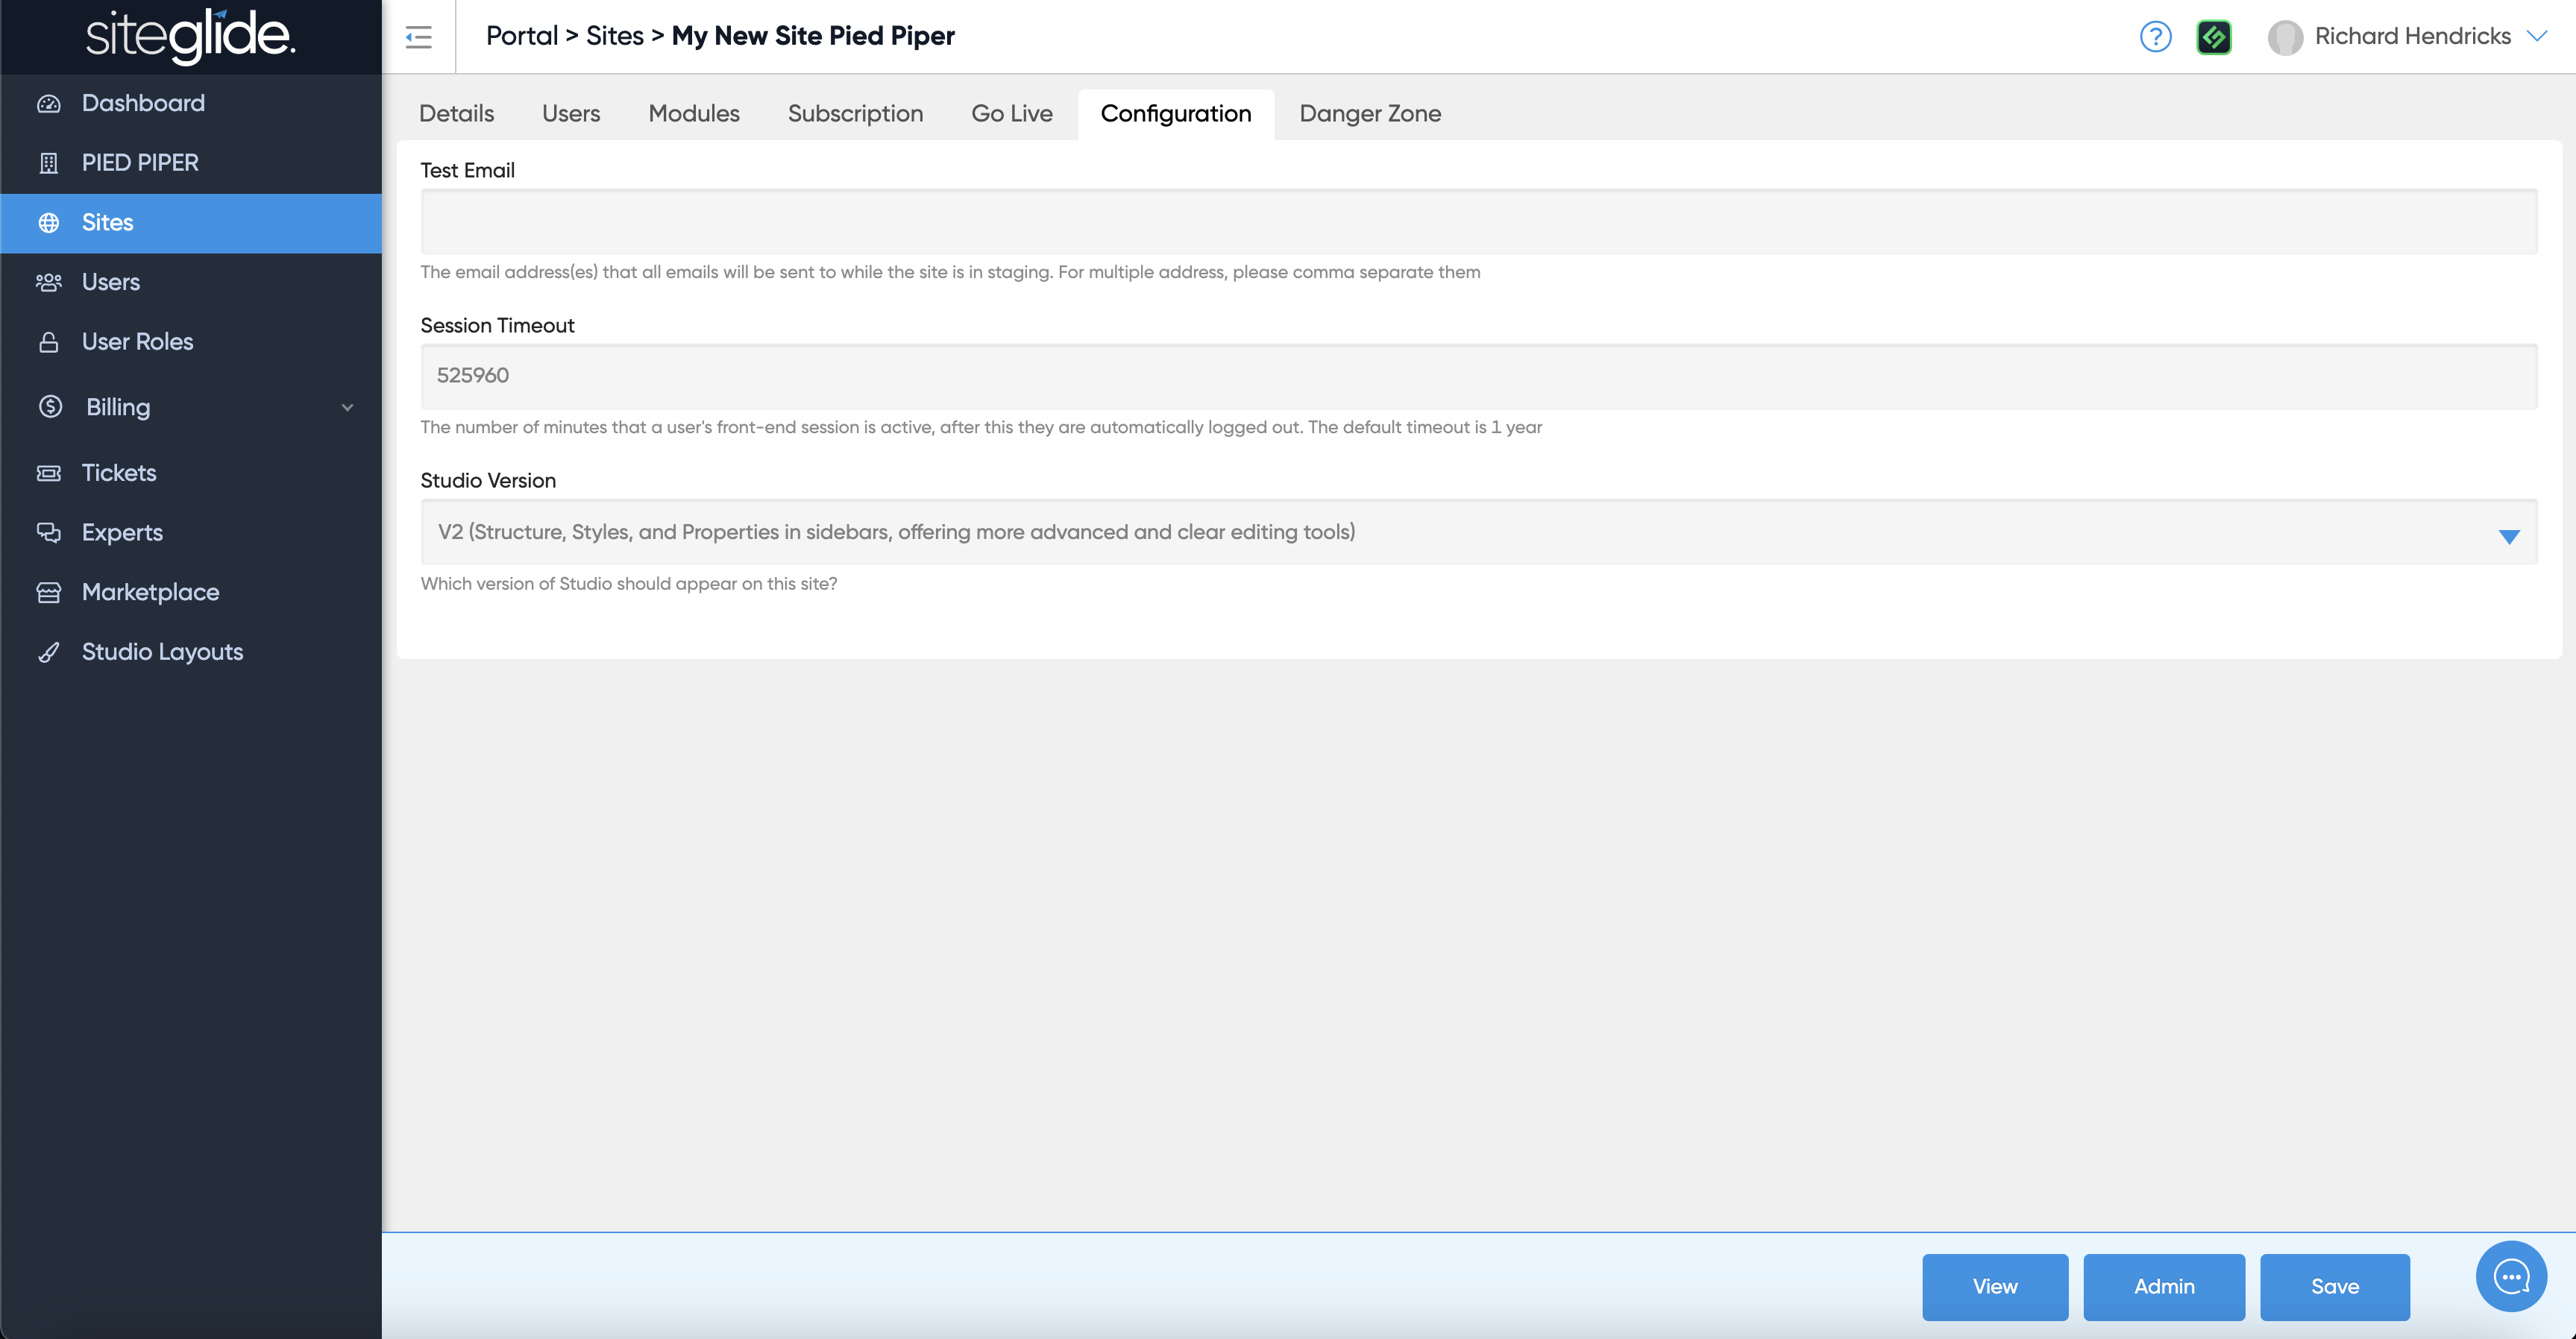 siteglide.
Portal > Sites > My New Site Pied Piper
Richard Hendricks
Dashboard
PIED PIPER
Sites
Users
User Roles
Billing
Tickets
Experts
Marketplace
Studio Layouts
Details Users Modules Subscription Go Live Configuration Danger Zone
Test Email
The email address(es) that all emails will be sent to while the site is in staging. For multiple address, please comma separate them
Session Timeout
525960
The number of minutes that a user's front-end session is active, after this they are automatically logged out. The default timeout is 1 year
Studio Version
V2 (Structure, Styles, and Properties in sidebars, offering more advanced and clear editing tools)
Which version of Studio should appear on this site?
View Admin Save